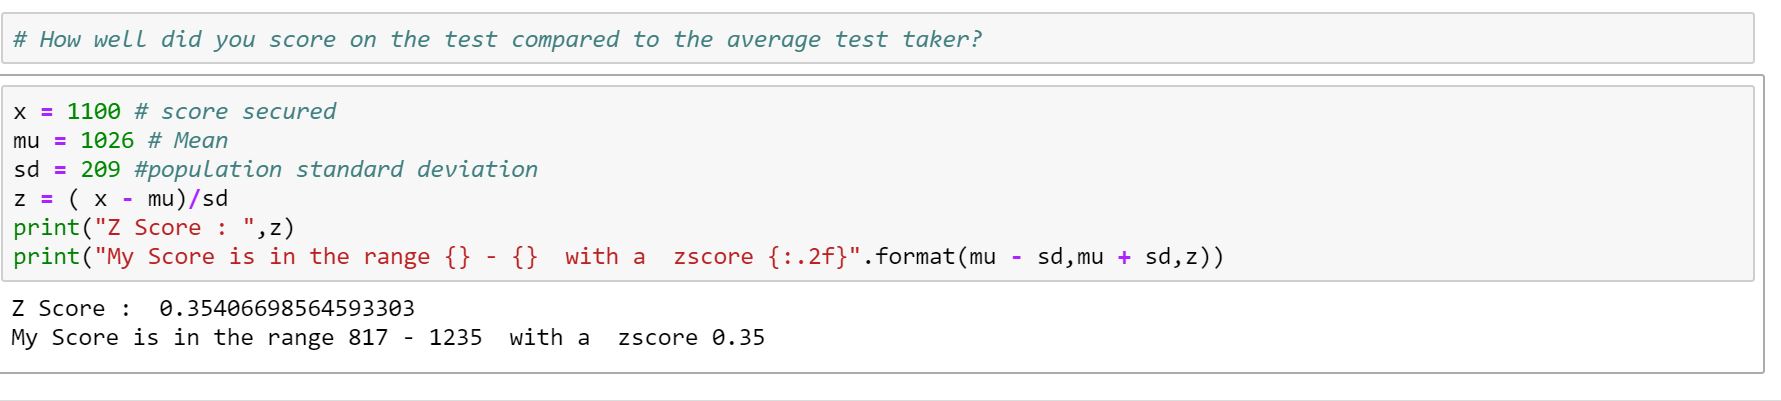 # How well did you score on the test compared to the average test taker?
x = 1100 # score secured
mu = 1026 # Mean
sd = 209 #population standard deviation
z = ( x - mu)/sd
print("Z Score : ",z)
print("My Score is in the range {} - {}  with a  zscore {:.2f}".format(mu - sd,mu + sd,z))
Z Score :  0.35406698564593303
My Score is in the range 817 - 1235  with a  zscore 0.35